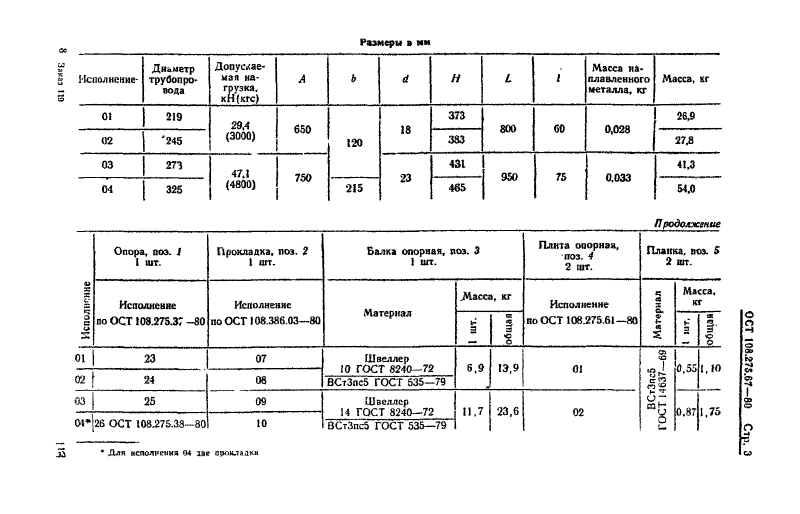 Размеры в мм
8 Заказ 119
Исполнение Диаметр трубопровода Допускаемая нагрузка, кН(кгс) A b d H L l Масса наплавленного металла, кг Масса, кг
01 219 29,4 (3000) 650 120 18 373 800 60 0,028 26,9
02 245 383 27,8
03 273 47,1 (4800) 750 23 431 950 75 0,033 41,3
04 325 215 465 54,0
Продолжение
Исполнение Опора, поз. 1 1 шт. Прокладка, поз. 2 1 шт. Балка опорная, поз. 3 1 шт. Плита опорная, поз. 4 2 шт. Планка, поз. 5 2 шт.
Исполнение по ОСТ 108.275.37—80 Исполнение по ОСТ 108.386.03—80 Материал Масса, кг Исполнение по ОСТ 108.275.61—80 Материал Масса, кг
1 шт. общая 1 шт. общая
01 23 07 Швеллер 10 ГОСТ 8240—72 6,9 13,9 01 ВСт3пс5 ГОСТ 14637—69 0,55 1,10
02 24 08 ВСт3пс5 ГОСТ 535—79
03 25 09 Швеллер 14 ГОСТ 8240—72 11,7 23,6 02 0,87 1,75
04* 26 ОСТ 108.275.38—80 10 ВСт3пс5 ГОСТ 535—79
* Для исполнения 04 две прокладки
ОСТ 108.275.67—80 Стр. 3